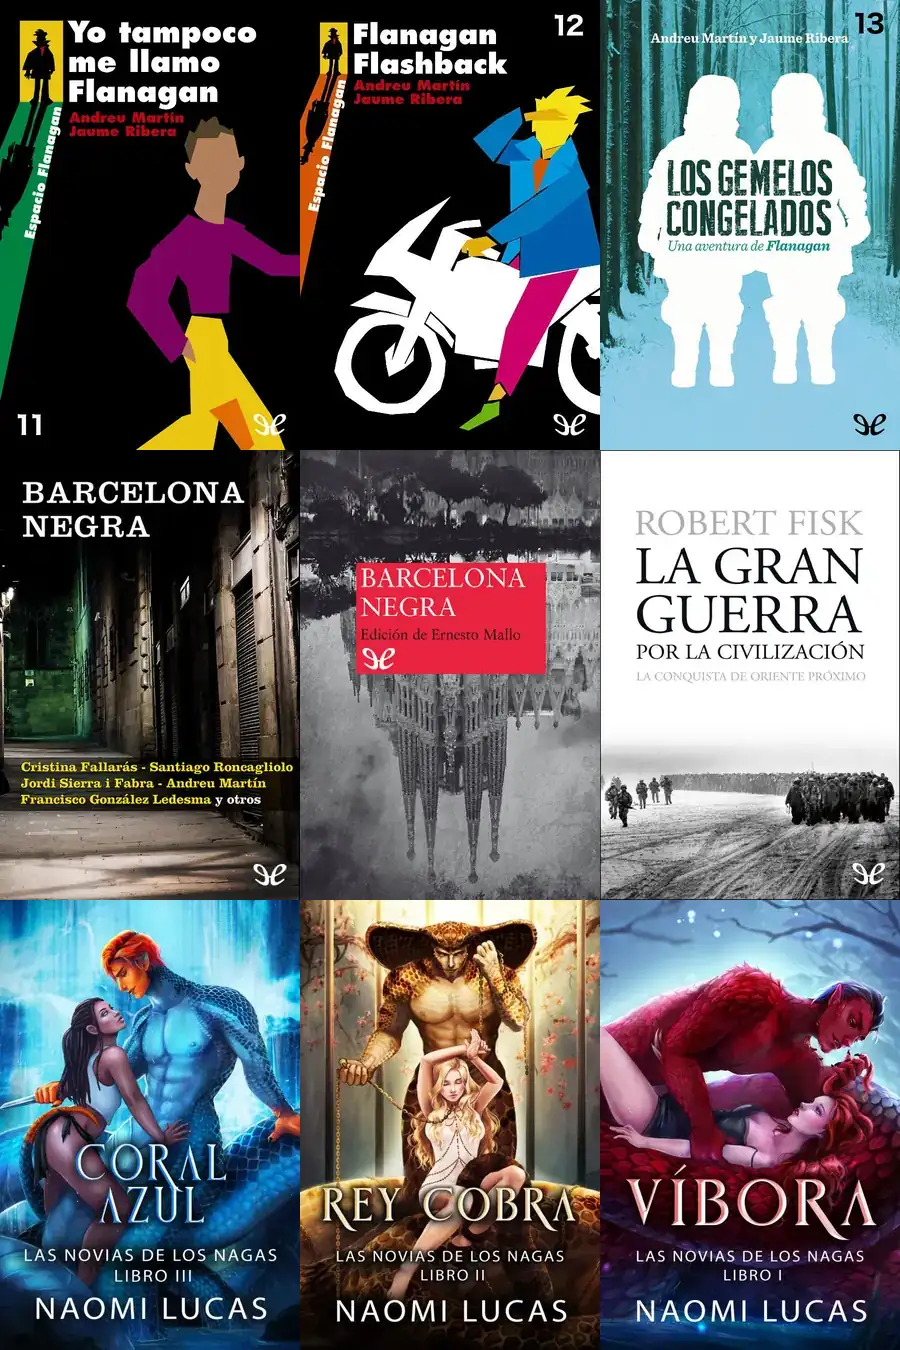 Yo tampoco
me llamo
Flanagan
Andreu Martín
Jaume Ribera
Espacio Flanagan
11
12
Flanagan
Flashback
Andreu Martín
Jaume Ribera
Espacio Flanagan
13
Andreu Martín y Jaume Ribera
LOS GEMELOS
CONGELADOS
Una aventura de Flanagan
BARCELONA
NEGRA
Cristina Fallarás - Santiago Roncagliolo
Jordi Sierra i Fabra - Andreu Martín
Francisco González Ledesma y otros
BARCELONA
NEGRA
Edición de Ernesto Mallo
ROBERT FISK
LA GRAN
GUERRA
POR LA CIVILIZACIÓN
LA CONQUISTA DE ORIENTE PRÓXIMO
CORAL
AZUL
LAS NOVIAS DE LOS NAGAS
LIBRO III
NAOMI LUCAS
REY COBRA
LAS NOVIAS DE LOS NAGAS
LIBRO II
NAOMI LUCAS
VÍBORA
LAS NOVIAS DE LOS NAGAS
LIBRO I
NAOMI LUCAS